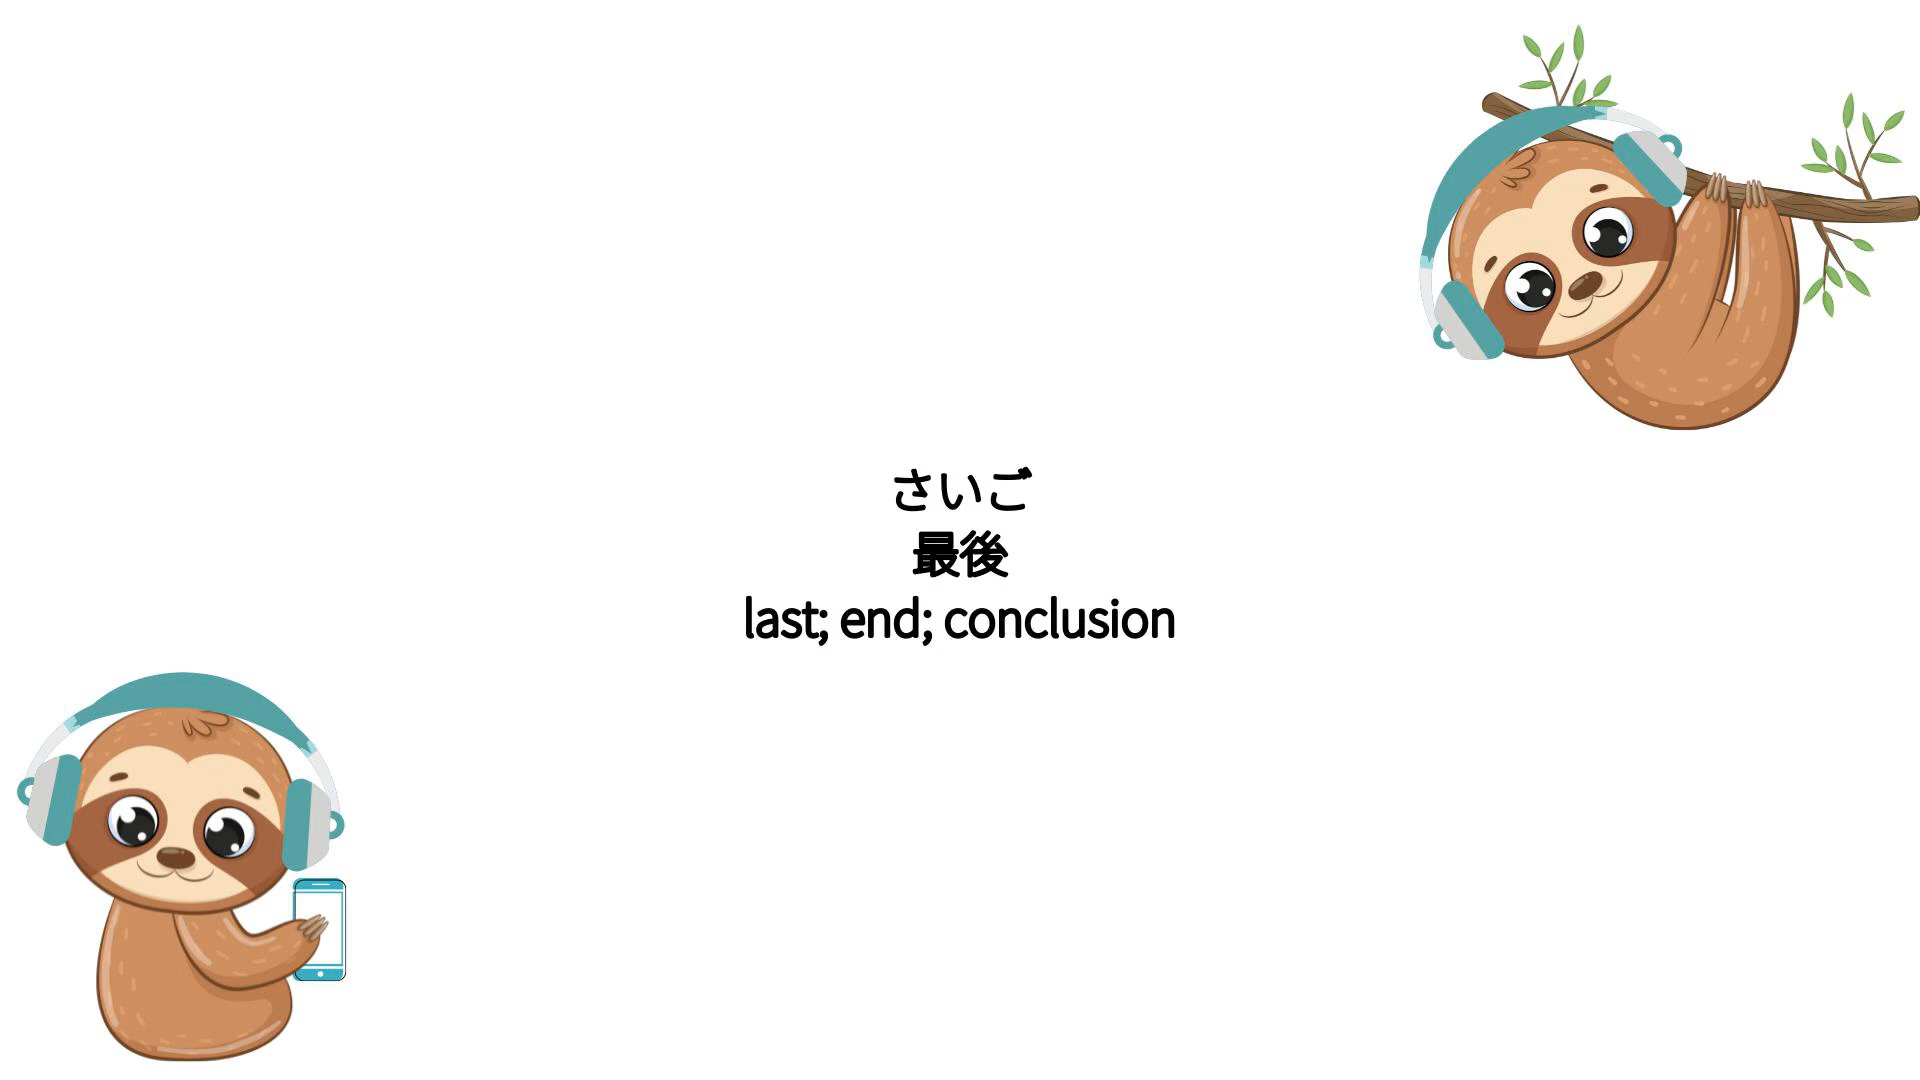 さいご
最後
last; end; conclusion